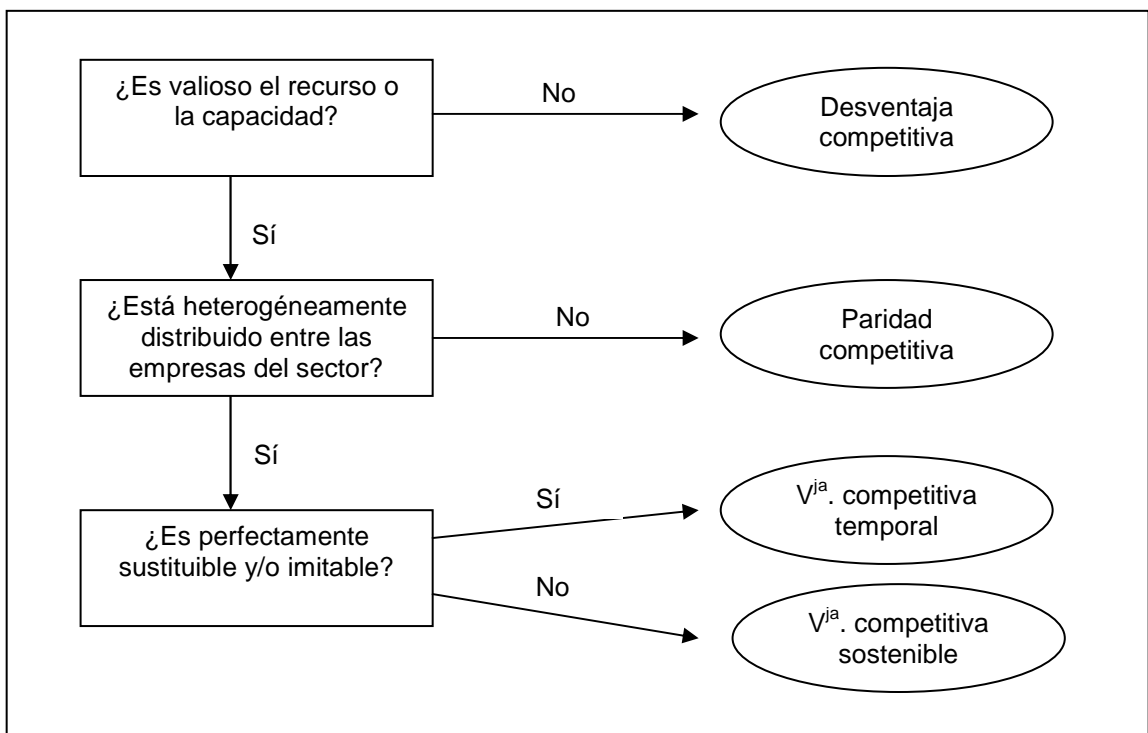 ¿Es valioso el recurso o
la capacidad?
No
Desventaja
competitiva
Sí
¿Está heterogéneamente
distribuido entre las
empresas del sector?
No
Paridad
competitiva
Sí
¿Es perfectamente
sustituible y/o imitable?
Sí
Vja. competitiva
temporal
No
Vja. competitiva
sostenible